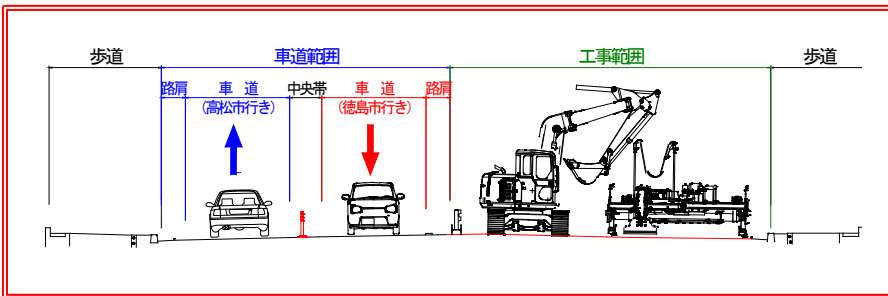 歩道
車道範囲
工事範囲
歩道
路肩
車 道
(高松市行き)
中央帯
車 道
(徳島市行き)
路肩